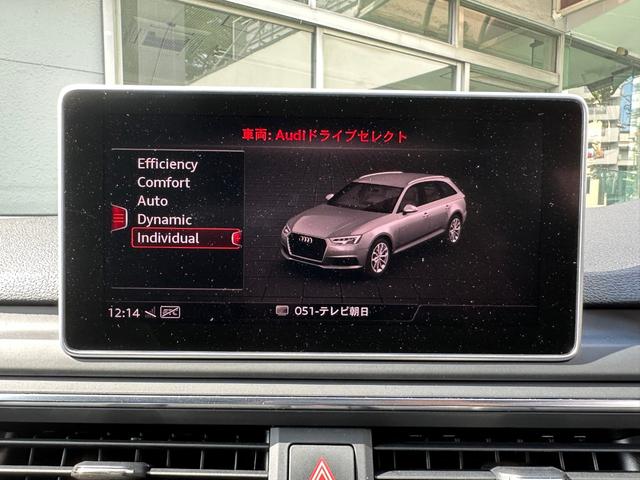 車両: Audiドライブセレクト
Efficiency
Comfort
Auto
Dynamic
Individual
12:14
051-テレビ朝日